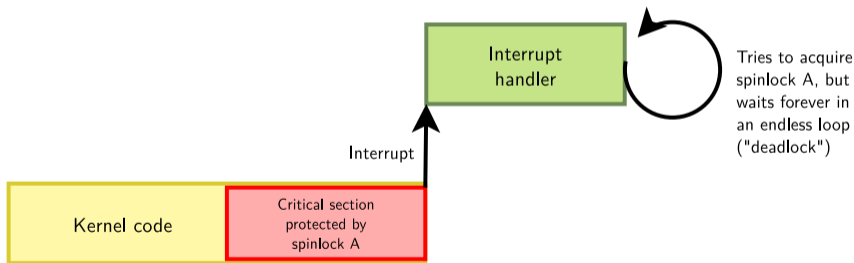 Interrupt
handler
Tries to acquire
spinlock A, but
waits forever in
an endless loop
("deadlock")
Interrupt
Kernel code
Critical section
protected by
spinlock A